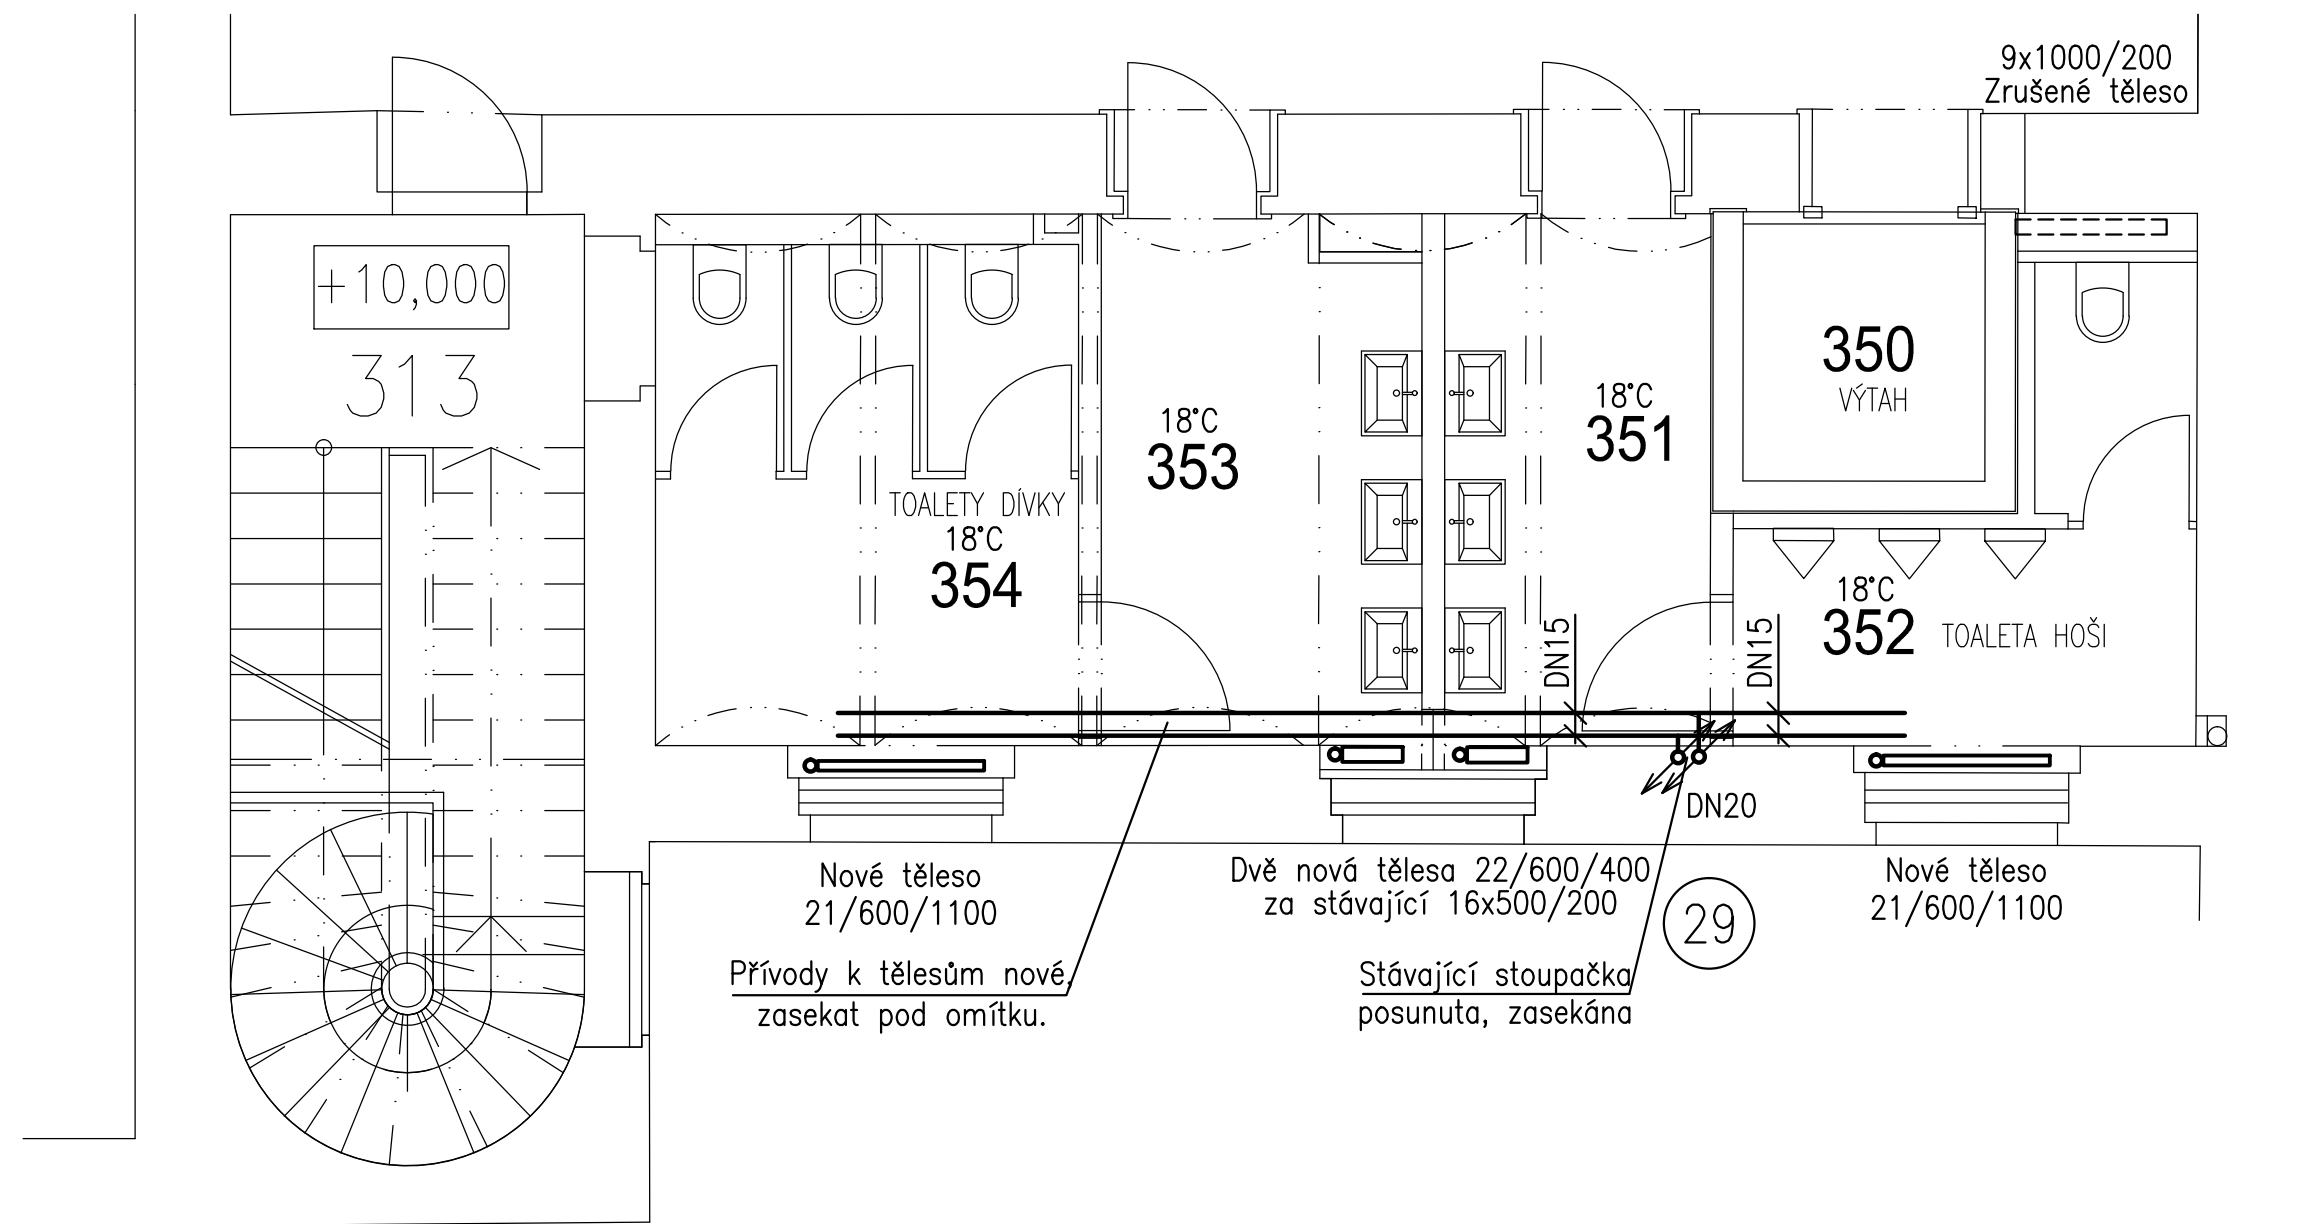 9x1000/200
Zrušené těleso
+10,000
313
350
VÝTAH
18°C
351
18°C
353
TOALETY DÍVKY
18°C
354
18°C
352
TOALETA HOŠI
DN15
DN15
DN20
Nové těleso
21/600/1100
Dvě nová tělesa 22/600/400
za stávající 16x500/200
29
Nové těleso
21/600/1100
Přívody k tělesům nové,
zasekat pod omítku.
Stávající stoupačka
posunuta, zasekána